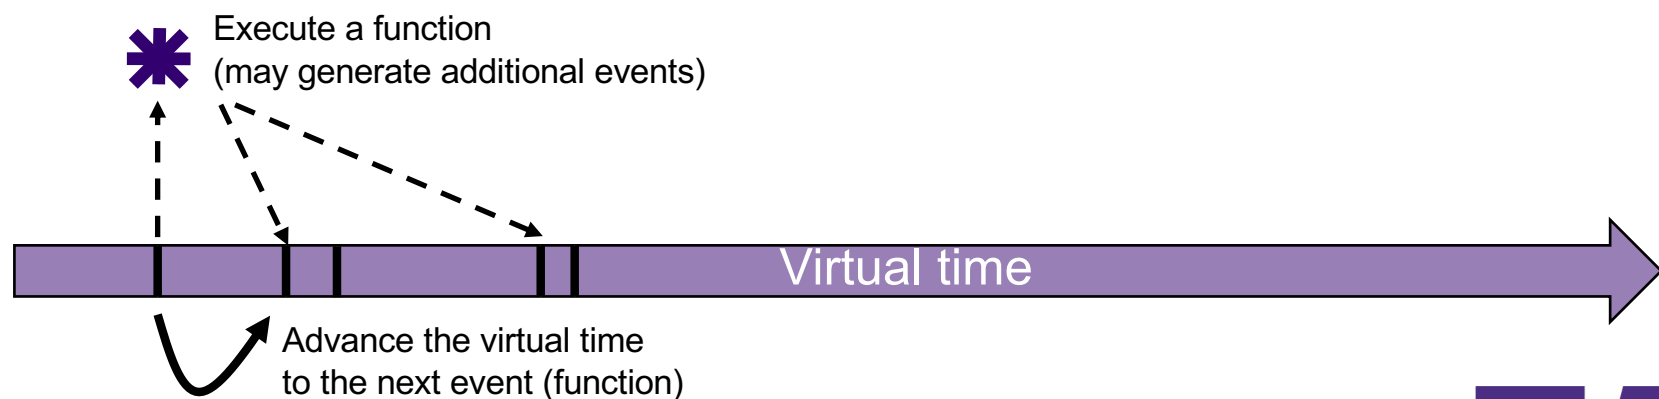 Execute a function
(may generate additional events)
Virtual time
Advance the virtual time
to the next event (function)